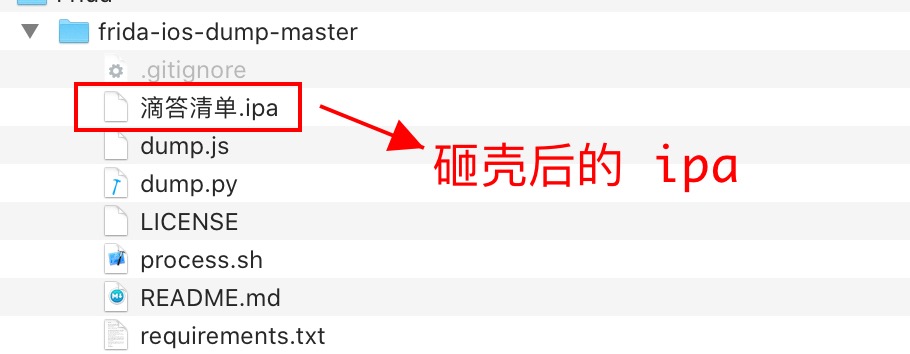 frida-ios-dump-master
.gitignore
滴答清单.ipa
砸壳后的 ipa
dump.js
dump.py
LICENSE
process.sh
README.md
requirements.txt